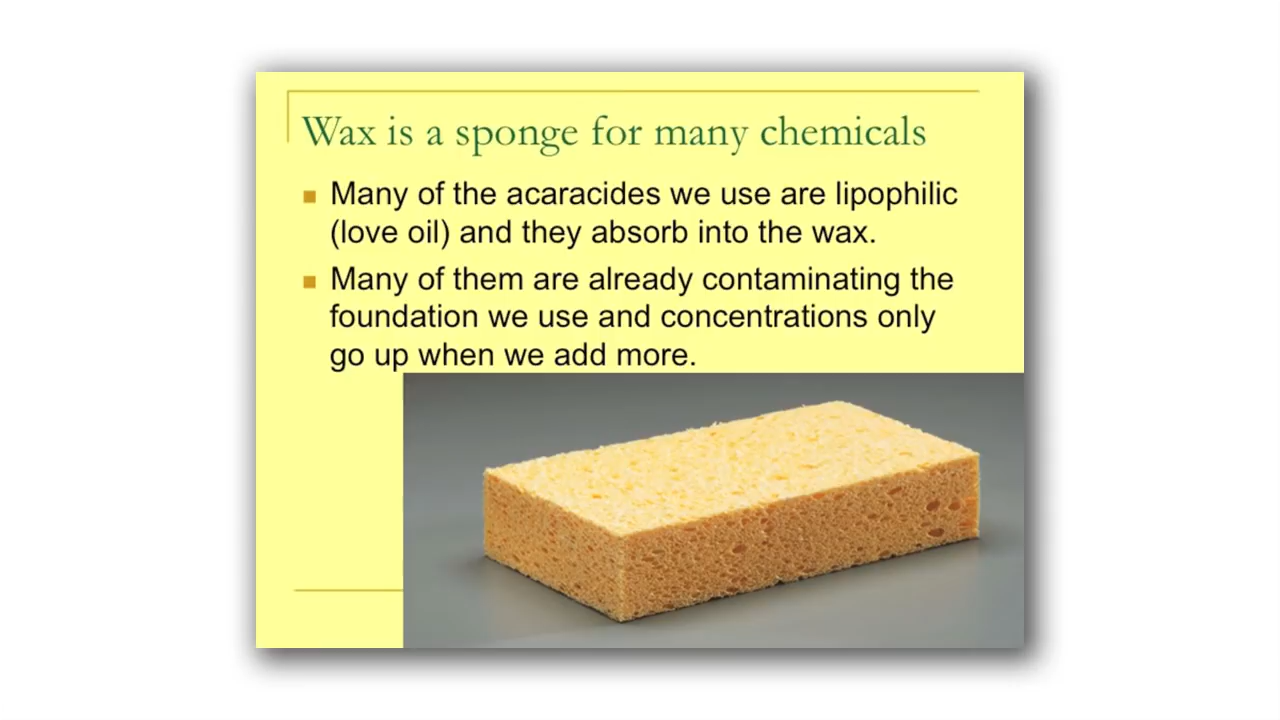 Wax is a sponge for many chemicals
Many of the acaracides we use are lipophilic
(love oil) and they absorb into the wax.
Many of them are already contaminating the
foundation we use and concentrations only
go up when we add more.